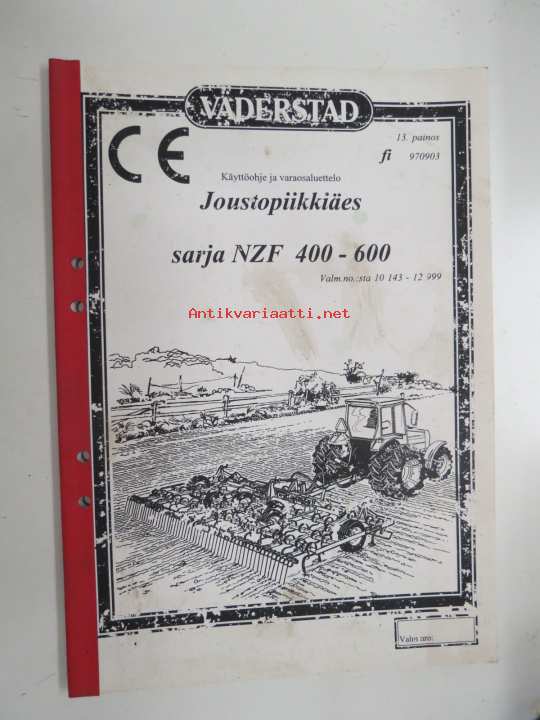 VÄDERSTAD
CE
13. painos
fi 970903
Käyttöohje ja varaosaluettelo
Joustopiikkiäes
sarja NZF 400 - 600
Valm.no.:sta 10 143 - 12 999
Antikvariaatti.net
Valm nro: